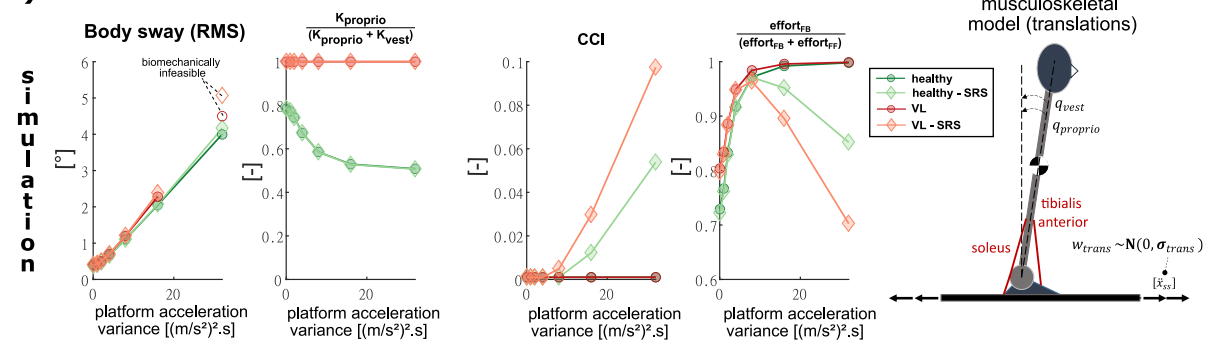 musculoskeletal
model (translations)
Body sway (RMS)
K_proprio
(K_proprio + K_vest)
CCI
effort_FB
(effort_FB + effort_FF)
simulation
biomechanically
infeasible
[°]
6
5
4
3
2
1
0
0
20
platform acceleration
variance [(m/s²)².s]
[-]
1
0.8
0.6
0.4
0.2
0
0
20
platform acceleration
variance [(m/s²)².s]
[-]
0.1
0.08
0.06
0.04
0.02
0
0
20
platform acceleration
variance [(m/s²)².s]
[-]
1
0.9
0.8
0.7
0.6
0
20
platform acceleration
variance [(m/s²)².s]
healthy
healthy - SRS
VL
VL - SRS
q_vest
q_proprio
tibialis
anterior
soleus
w_trans~N(0, σ_trans)
[ẍ_ss]